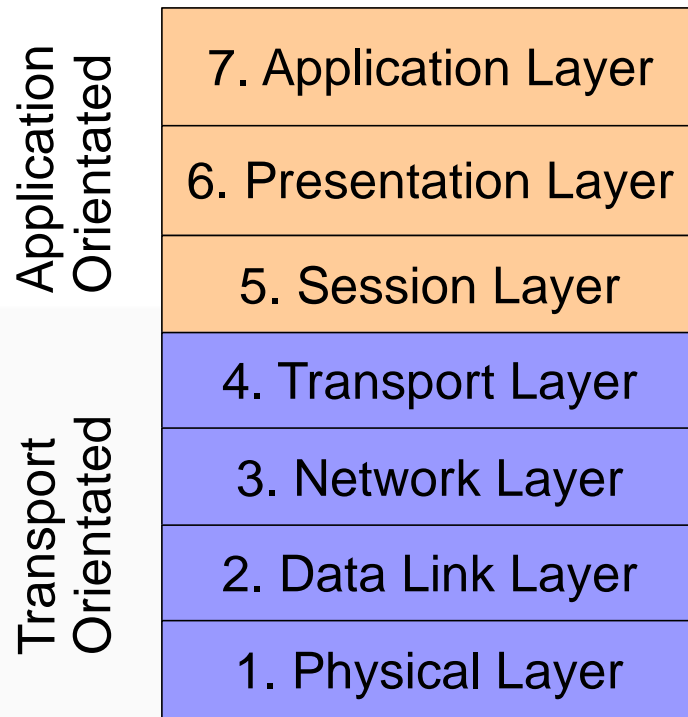 Application
Orientated
7. Application Layer
6. Presentation Layer
5. Session Layer
Transport
Orientated
4. Transport Layer
3. Network Layer
2. Data Link Layer
1. Physical Layer